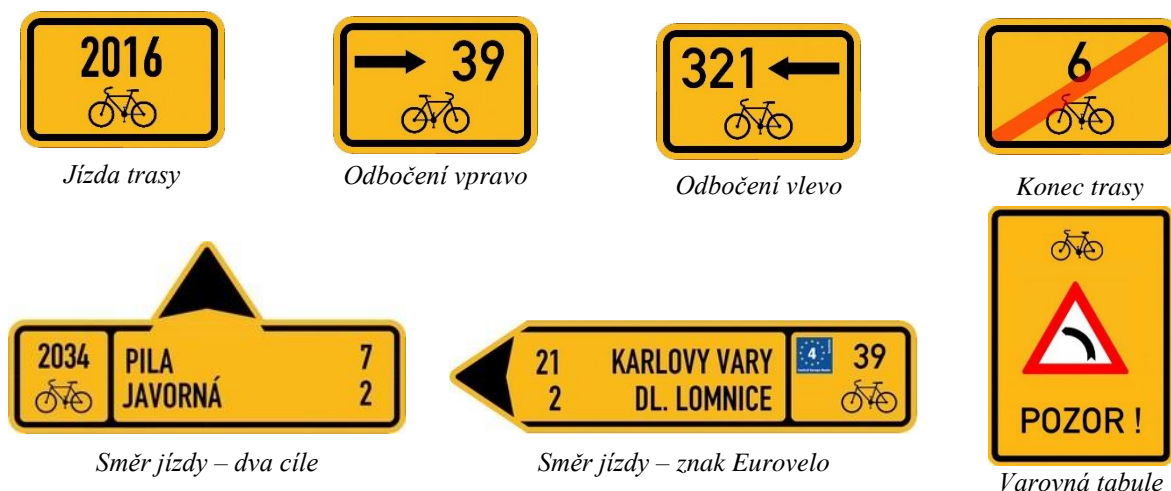 2016
Jízda trasy
39
Odbočení vpravo
321
Odbočení vlevo
6
Konec trasy
2034
PILA 7
JAVORNÁ 2
Směr jízdy – dva cíle
21 KARLOVY VARY
2 DL. LOMNICE
4
39
Směr jízdy – znak Eurovelo
POZOR !
Varovná tabule